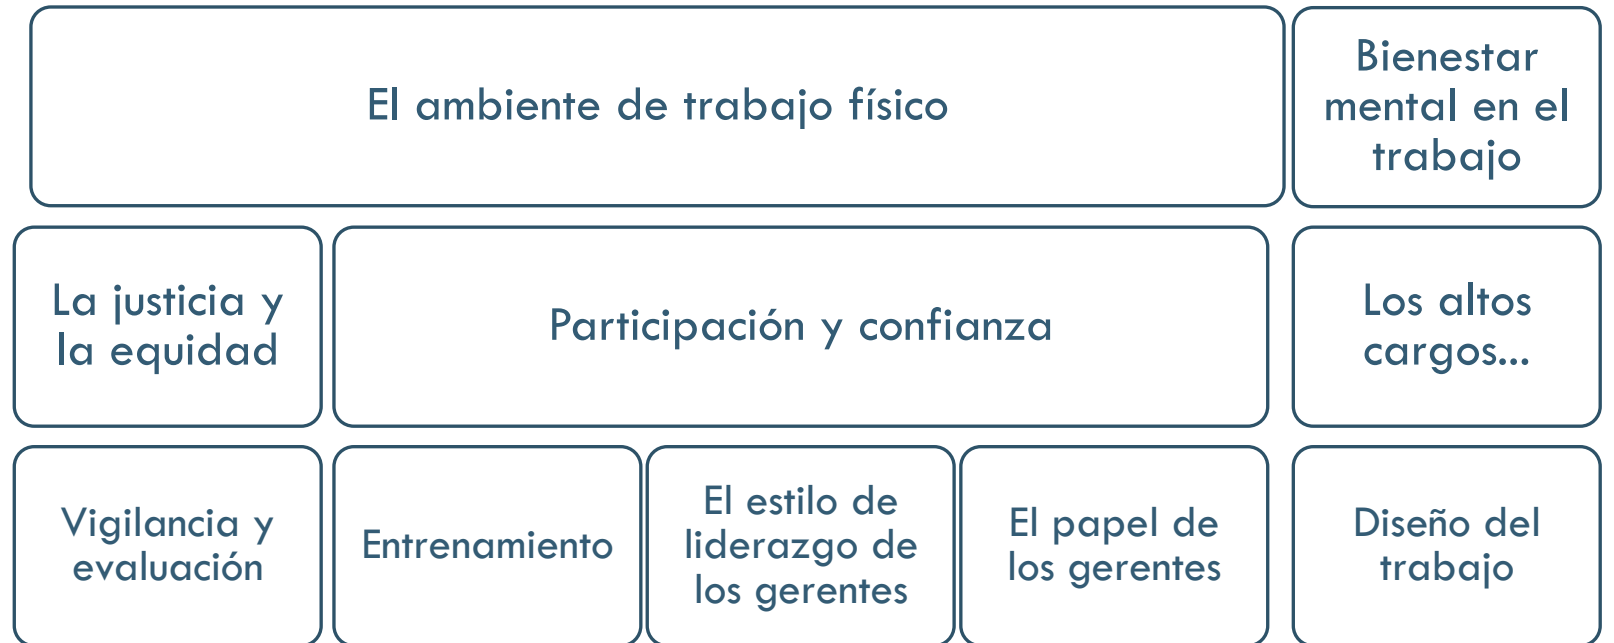 El ambiente de trabajo físico
Bienestar
mental en el
trabajo
La justicia y
la equidad
Participación y confianza
Los altos
cargos...
Vigilancia y
evaluación
Entrenamiento
El estilo de
liderazgo de
los gerentes
El papel de
los gerentes
Diseño del
trabajo